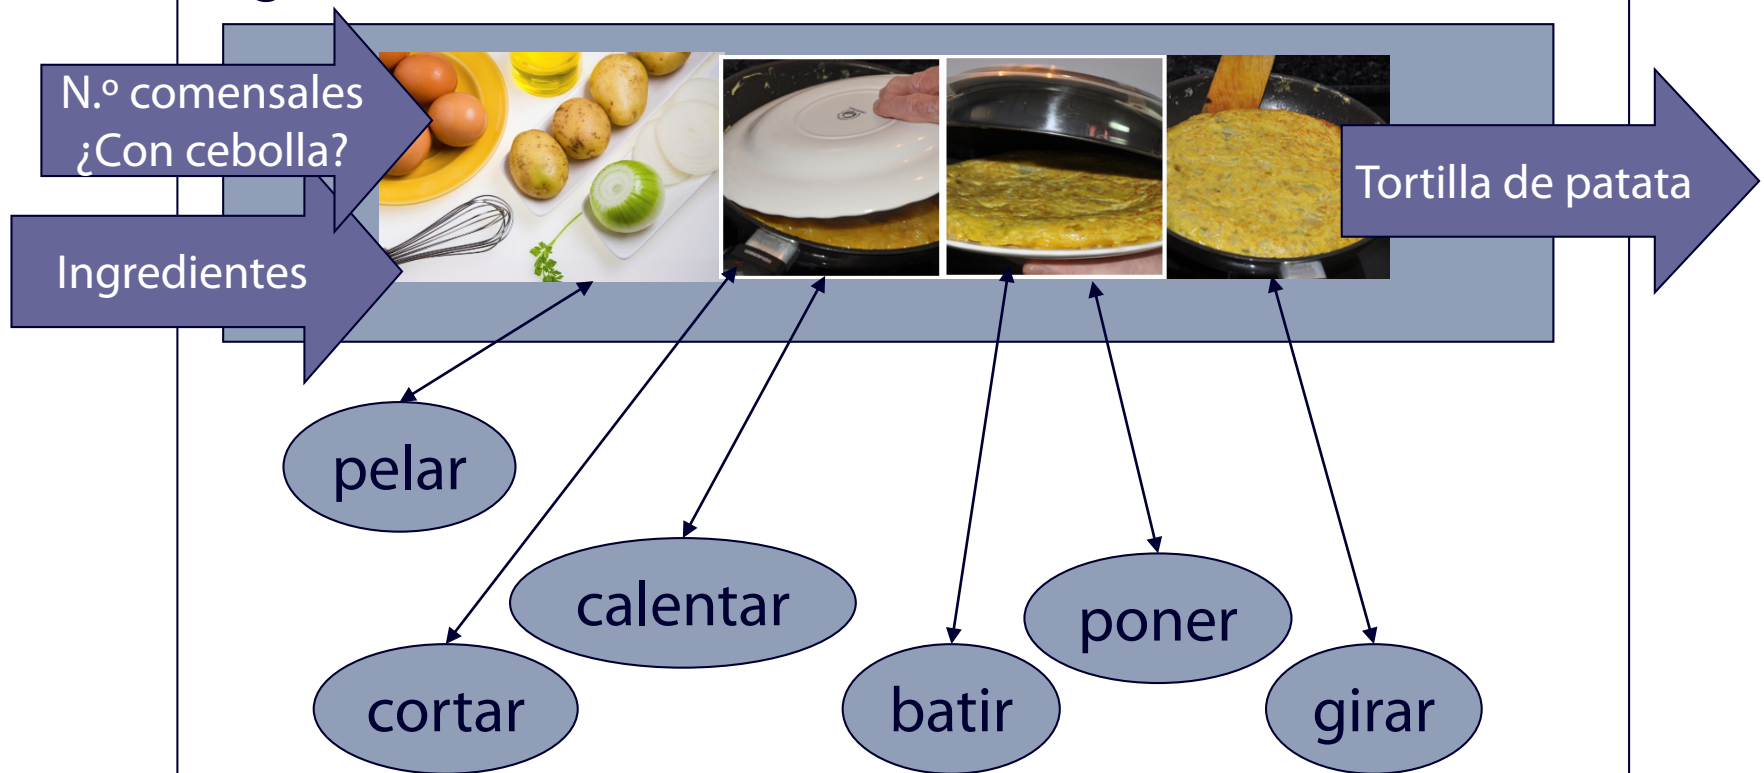 N.º comensales
¿Con cebolla?
Ingredientes
Tortilla de patata
pelar
calentar
poner
cortar
batir
girar